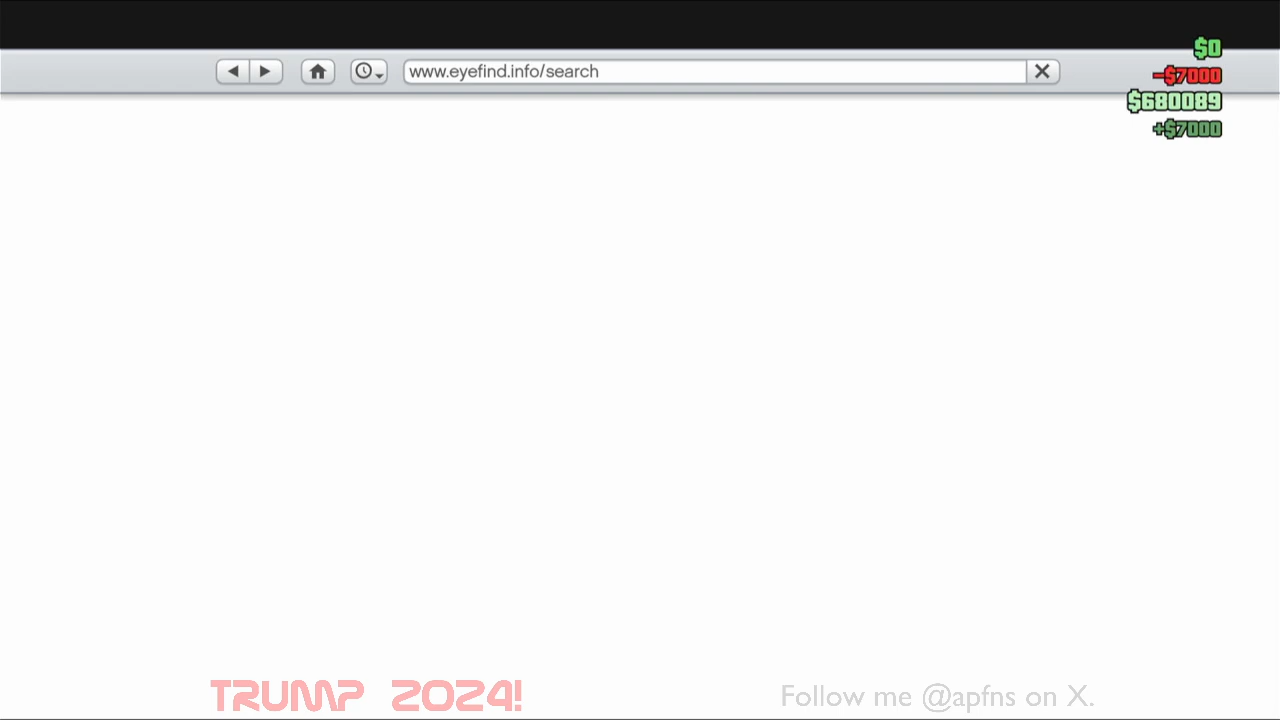 www.eyefind.info/search
$0
-$7000
$680089
+$7000
TRUMP 2024!
Follow me @apfns on X.